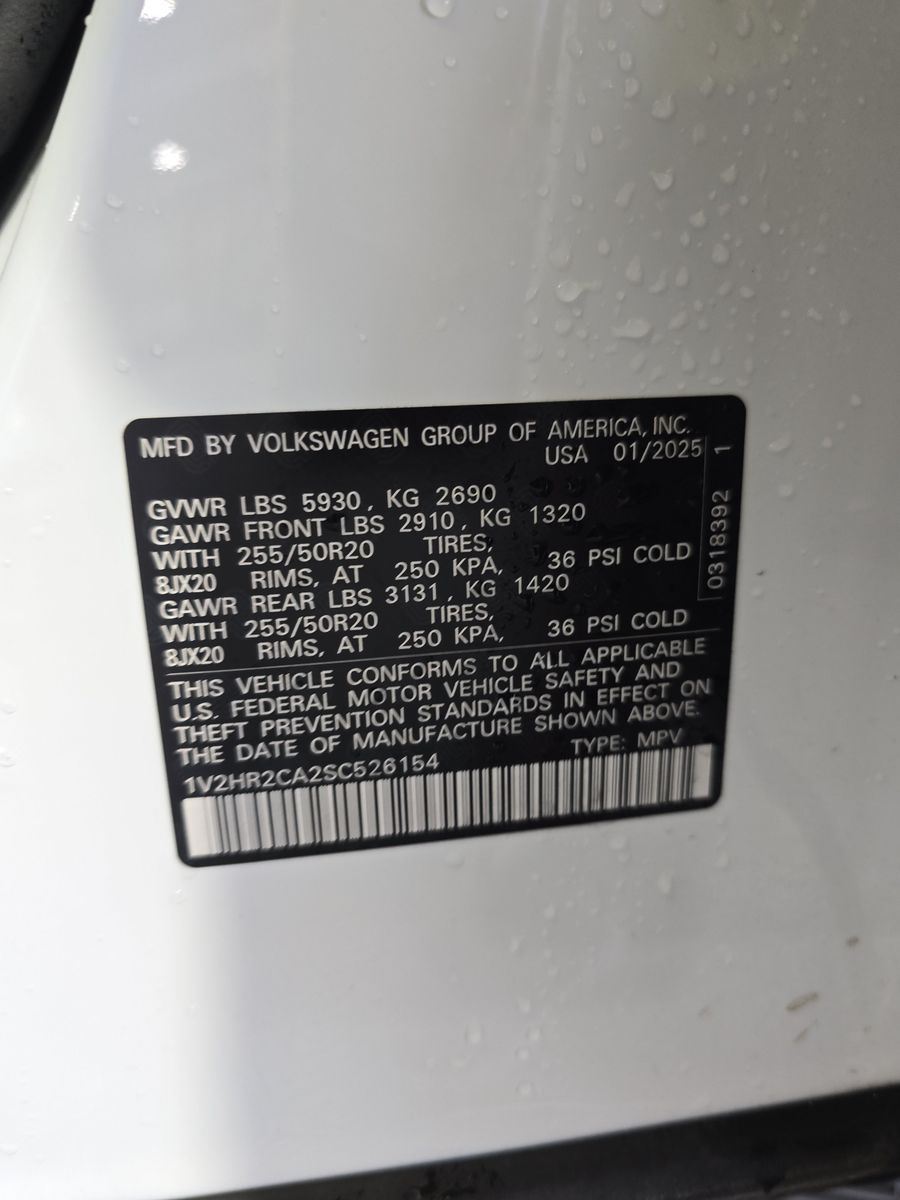 MFD BY VOLKSWAGEN GROUP OF AMERICA, INC.
USA 01/2025
GVWR LBS 5930, KG 2690
GAWR FRONT LBS 2910, KG 1320
WITH 255/50R20 TIRES,
8JX20 RIMS, AT 250 KPA, 36 PSI COLD
GAWR REAR LBS 3131, KG 1420
WITH 255/50R20 TIRES,
8JX20 RIMS, AT 250 KPA, 36 PSI COLD
THIS VEHICLE CONFORMS TO ALL APPLICABLE
U.S. FEDERAL MOTOR VEHICLE SAFETY AND
THEFT PREVENTION STANDARDS IN EFFECT ON
THE DATE OF MANUFACTURE SHOWN ABOVE.
1V2HR2CA2SC526154 TYPE: MPV
0318392 1